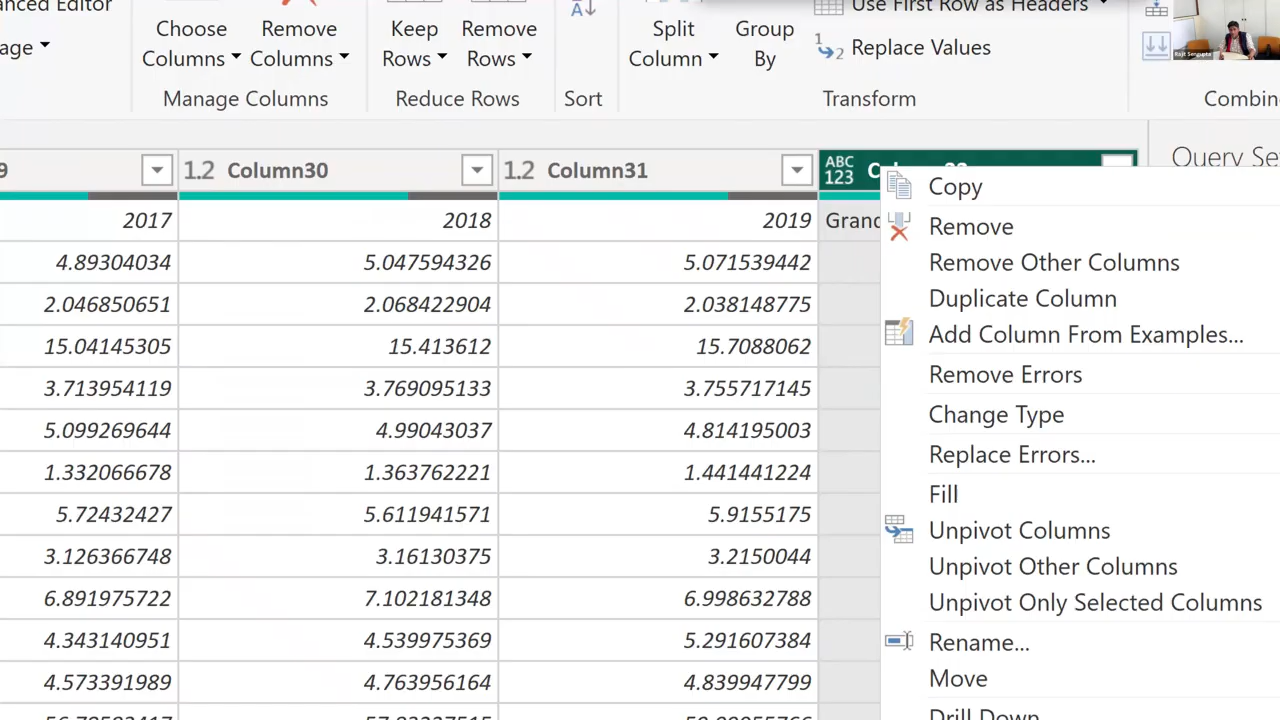 anced Editor
age
Choose
Columns
Remove
Columns
Manage Columns
Keep
Rows
Remove
Rows
Reduce Rows
Sort
Split
Column
Group
By
Use First Row as Headers
Replace Values
Transform
Combin
Rajit Sengupta
Query Se
9
1.2 Column30
1.2 Column31
ABC
123
2017 2018 2019 Grand
4.89304034 5.047594326 5.071539442
2.046850651 2.068422904 2.038148775
15.04145305 15.413612 15.7088062
3.713954119 3.769095133 3.755717145
5.099269644 4.99043037 4.814195003
1.332066678 1.363762221 1.441441224
5.72432427 5.611941571 5.9155175
3.126366748 3.16130375 3.2150044
6.891975722 7.102181348 6.998632788
4.343140951 4.539975369 5.291607384
4.573391989 4.763956164 4.839947799
Copy
Remove
Remove Other Columns
Duplicate Column
Add Column From Examples...
Remove Errors
Change Type
Replace Errors...
Fill
Unpivot Columns
Unpivot Other Columns
Unpivot Only Selected Columns
Rename...
Move
Drill Down